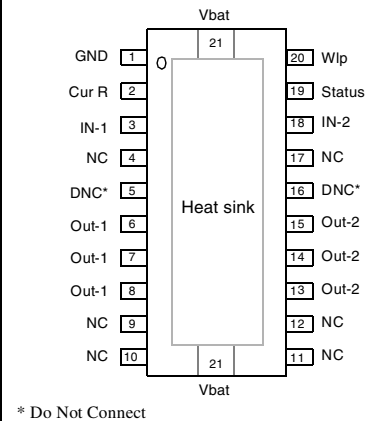 Vbat
21
GND 1 20 Wlp
Cur R 2 19 Status
IN-1 3 18 IN-2
NC 4 17 NC
DNC* 5 16 DNC*
Heat sink
Out-1 6 15 Out-2
Out-1 7 14 Out-2
Out-1 8 13 Out-2
NC 9 12 NC
NC 10 11 NC
21
Vbat
* Do Not Connect